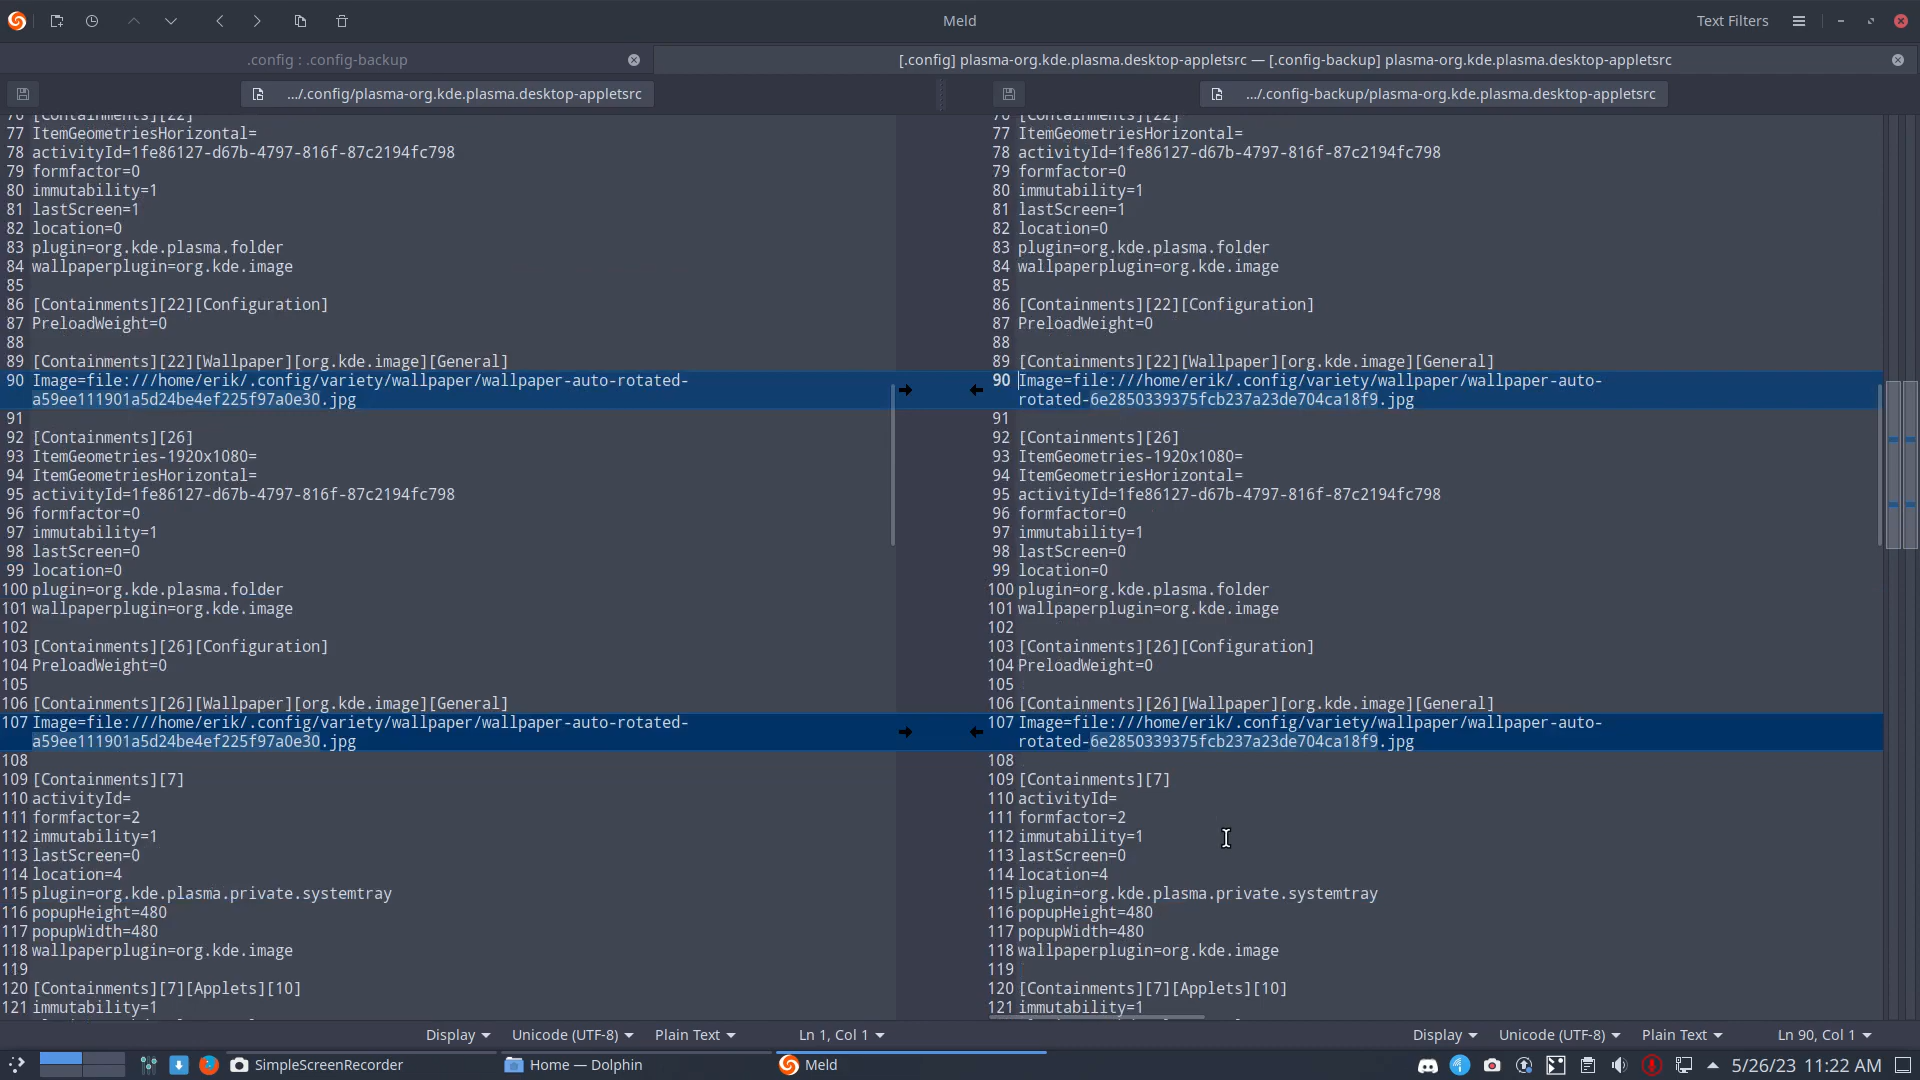 Meld
Text Filters
.config : .config-backup
[.config] plasma-org.kde.plasma.desktop-appletsrc — [.config-backup] plasma-org.kde.plasma.desktop-appletsrc
.../.config/plasma-org.kde.plasma.desktop-appletsrc
.../.config-backup/plasma-org.kde.plasma.desktop-appletsrc
76 [Containments][22]
77 ItemGeometriesHorizontal=
78 activityId=1fe86127-d67b-4797-816f-87c2194fc798
79 formfactor=0
80 immutability=1
81 lastScreen=1
82 location=0
83 plugin=org.kde.plasma.folder
84 wallpaperplugin=org.kde.image
85
86 [Containments][22][Configuration]
87 PreloadWeight=0
88
89 [Containments][22][Wallpaper][org.kde.image][General]
90 Image=file:///home/erik/.config/variety/wallpaper/wallpaper-auto-rotated-
a59ee111901a5d24be4ef225f97a0e30.jpg
91
92 [Containments][26]
93 ItemGeometries-1920x1080=
94 ItemGeometriesHorizontal=
95 activityId=1fe86127-d67b-4797-816f-87c2194fc798
96 formfactor=0
97 immutability=1
98 lastScreen=0
99 location=0
100 plugin=org.kde.plasma.folder
101 wallpaperplugin=org.kde.image
102
103 [Containments][26][Configuration]
104 PreloadWeight=0
105
106 [Containments][26][Wallpaper][org.kde.image][General]
107 Image=file:///home/erik/.config/variety/wallpaper/wallpaper-auto-rotated-
a59ee111901a5d24be4ef225f97a0e30.jpg
108
109 [Containments][7]
110 activityId=
111 formfactor=2
112 immutability=1
113 lastScreen=0
114 location=4
115 plugin=org.kde.plasma.private.systemtray
116 popupHeight=480
117 popupWidth=480
118 wallpaperplugin=org.kde.image
119
120 [Containments][7][Applets][10]
121 immutability=1
76 [Containments][22]
77 ItemGeometriesHorizontal=
78 activityId=1fe86127-d67b-4797-816f-87c2194fc798
79 formfactor=0
80 immutability=1
81 lastScreen=1
82 location=0
83 plugin=org.kde.plasma.folder
84 wallpaperplugin=org.kde.image
85
86 [Containments][22][Configuration]
87 PreloadWeight=0
88
89 [Containments][22][Wallpaper][org.kde.image][General]
90 Image=file:///home/erik/.config/variety/wallpaper/wallpaper-auto-
rotated-6e2850339375fcb237a23de704ca18f9.jpg
91
92 [Containments][26]
93 ItemGeometries-1920x1080=
94 ItemGeometriesHorizontal=
95 activityId=1fe86127-d67b-4797-816f-87c2194fc798
96 formfactor=0
97 immutability=1
98 lastScreen=0
99 location=0
100 plugin=org.kde.plasma.folder
101 wallpaperplugin=org.kde.image
102
103 [Containments][26][Configuration]
104 PreloadWeight=0
105
106 [Containments][26][Wallpaper][org.kde.image][General]
107 Image=file:///home/erik/.config/variety/wallpaper/wallpaper-auto-
rotated-6e2850339375fcb237a23de704ca18f9.jpg
108
109 [Containments][7]
110 activityId=
111 formfactor=2
112 immutability=1
113 lastScreen=0
114 location=4
115 plugin=org.kde.plasma.private.systemtray
116 popupHeight=480
117 popupWidth=480
118 wallpaperplugin=org.kde.image
119
120 [Containments][7][Applets][10]
121 immutability=1
Display Unicode (UTF-8) Plain Text Ln 1, Col 1
Display Unicode (UTF-8) Plain Text Ln 90, Col 1
SimpleScreenRecorder
Home — Dolphin
Meld
5/26/23 11:22 AM